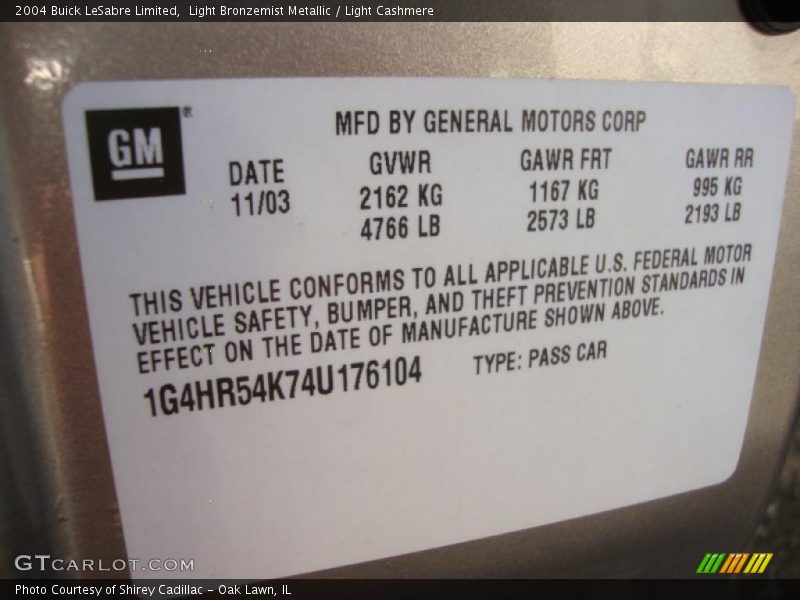 2004 Buick LeSabre Limited,  Light Bronzemist Metallic / Light Cashmere
GM®
MFD BY GENERAL MOTORS CORP
DATE GVWR GAWR FRT GAWR RR
11/03 2162 KG 1167 KG 995 KG
4766 LB 2573 LB 2193 LB
THIS VEHICLE CONFORMS TO ALL APPLICABLE U.S. FEDERAL MOTOR
VEHICLE SAFETY, BUMPER, AND THEFT PREVENTION STANDARDS IN
EFFECT ON THE DATE OF MANUFACTURE SHOWN ABOVE.
1G4HR54K74U176104 TYPE: PASS CAR
GTCARLOT.COM
Photo Courtesy of Shirey Cadillac - Oak Lawn, IL